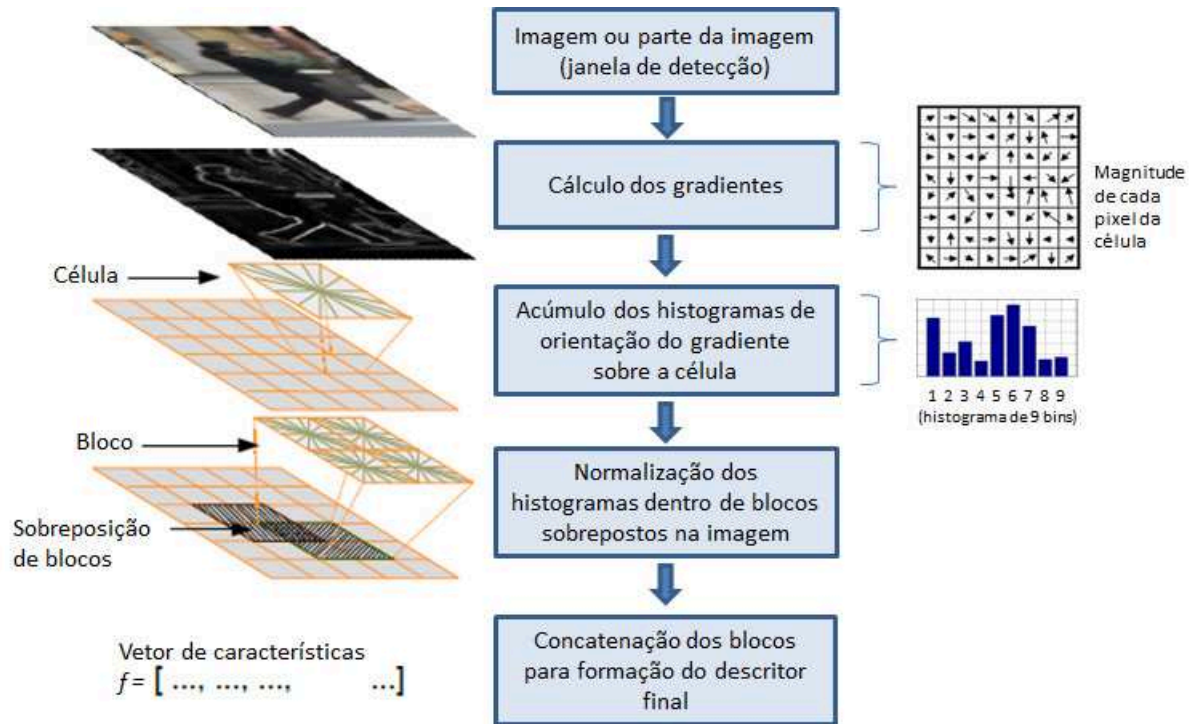 Imagem ou parte da imagem
(janela de detecção)
Cálculo dos gradientes
Magnitude
de cada
pixel da
célula
Célula
Acúmulo dos histogramas de
orientação do gradiente
sobre a célula
1 2 3 4 5 6 7 8 9
(histograma de 9 bins)
Bloco
Sobreposição
de blocos
Normalização dos
histogramas dentro de blocos
sobrepostos na imagem
Vetor de características
f = [ ..., ..., ..., ...]
Concatenação dos blocos
para formação do descritor
final